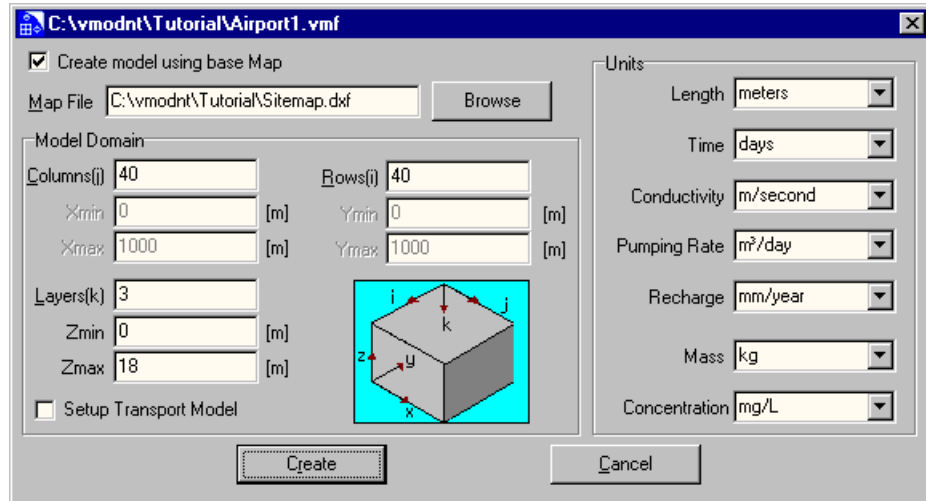 C:\vmodnt\Tutorial\Airport1.vmf
Create model using base Map
Map File C:\vmodnt\Tutorial\Sitemap.dxf Browse
Model Domain
Columns(j) 40 Rows(i) 40
Xmin 0 [m] Ymin 0 [m]
Xmax 1000 [m] Ymax 1000 [m]
Layers(k) 3
Zmin 0 [m]
Zmax 18 [m]
i j
k
z y
x
Setup Transport Model
Units
Length meters
Time days
Conductivity m/second
Pumping Rate m³/day
Recharge mm/year
Mass kg
Concentration mg/L
Create Cancel